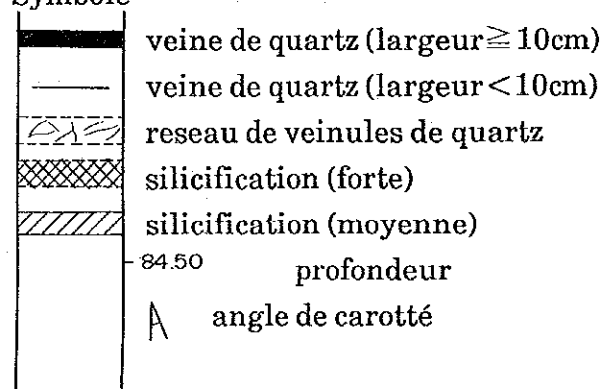 Symbole
veine de quartz (largeur≧10cm)
veine de quartz (largeur<10cm)
reseau de veinules de quartz
silicification (forte)
silicification (moyenne)
84.50 profondeur
angle de carotté